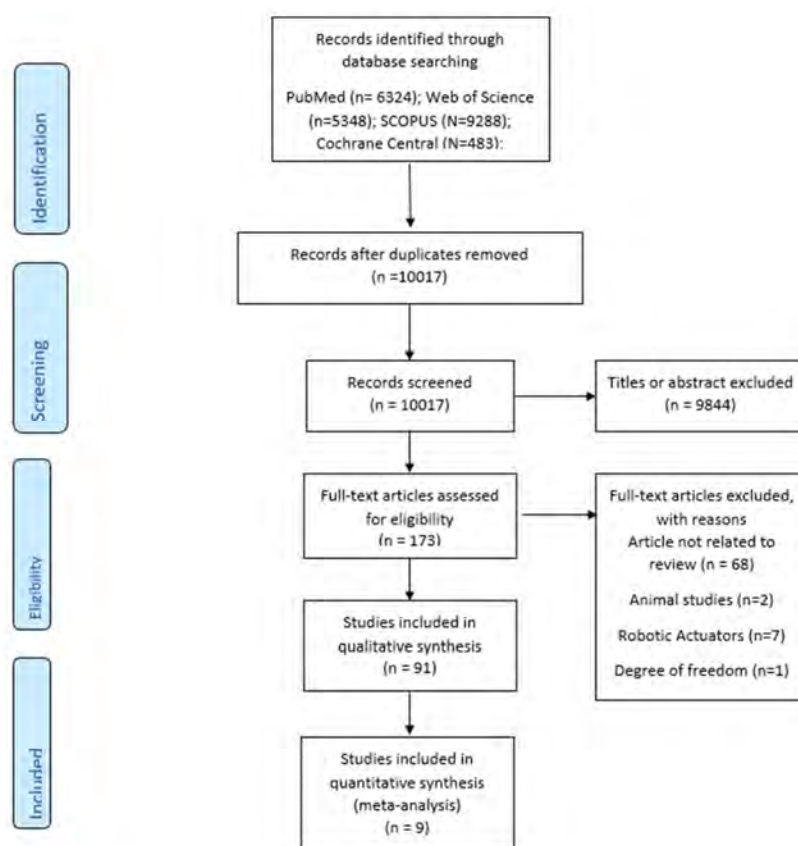 Identification
Screening
Eligibility
Included
Records identified through
database searching
PubMed (n= 6324); Web of Science
(n=5348); SCOPUS (N=9288);
Cochrane Central (N=483);
Records after duplicates removed
(n =10017)
Records screened
(n = 10017)
Titles or abstract excluded
(n = 9844)
Full-text articles assessed
for eligibility
(n = 173)
Full-text articles excluded,
with reasons
Article not related to
review (n = 68)
Animal studies (n=2)
Robotic Actuators (n=7)
Degree of freedom (n=1)
Studies included in
qualitative synthesis
(n = 91)
Studies included in
quantitative synthesis
(meta-analysis)
(n = 9)